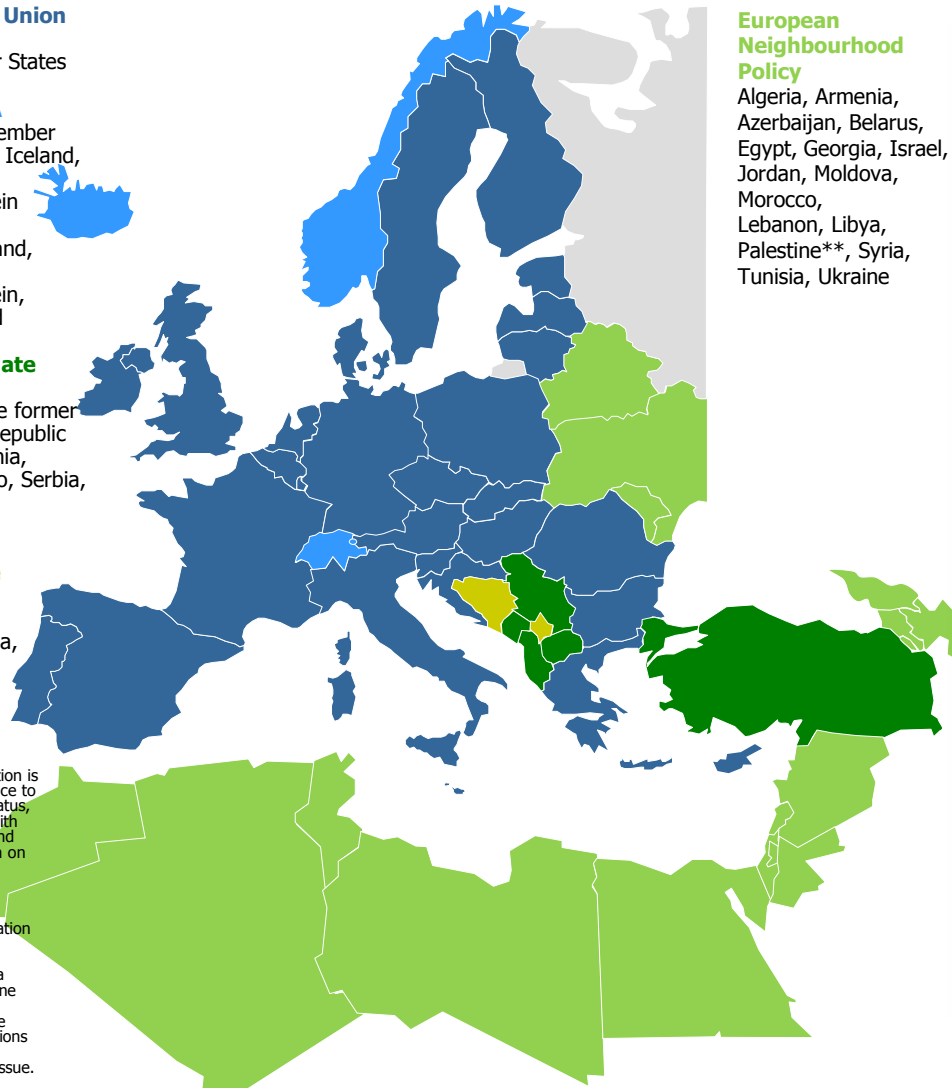 Union
States
ember
Iceland,
ein
and,
ein,
ate
e former
epublic
nia,
o, Serbia,
a,
tion is
ce to
atus,
ith
nd
n on
ation
a
ne
e
ions
ssue.
European
Neighbourhood
Policy
Algeria, Armenia,
Azerbaijan, Belarus,
Egypt, Georgia, Israel,
Jordan, Moldova,
Morocco,
Lebanon, Libya,
Palestine**, Syria,
Tunisia, Ukraine